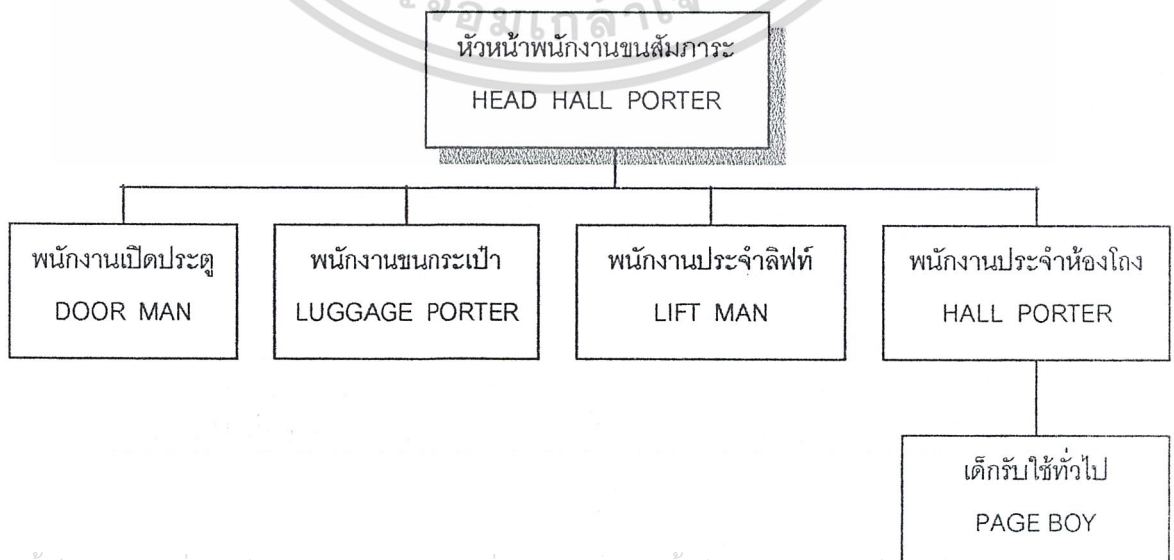 หัวหน้าพนักงานขนสัมภาระ
HEAD HALL PORTER
พนักงานเปิดประตู
DOOR MAN
พนักงานขนกระเป๋า
LUGGAGE PORTER
พนักงานประจำลิฟท์
LIFT MAN
พนักงานประจำห้องโถง
HALL PORTER
เด็กรับใช้ทั่วไป
PAGE BOY